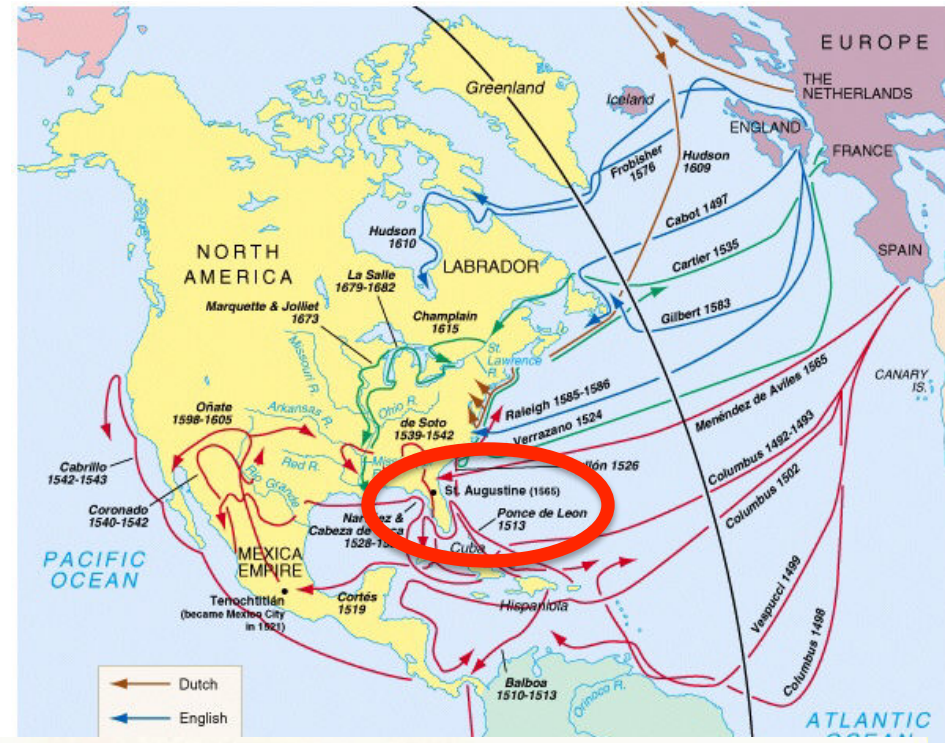 EUROPE
Greenland
Iceland
THE
NETHERLANDS
ENGLAND
FRANCE
Frobisher
1576
Hudson
1609
Cabot 1497
Hudson
1610
NORTH
AMERICA
LABRADOR
SPAIN
Cartier 1535
La Salle
1679-1682
Marquette & Jolliet
1673
Champlain
1615
Gilbert 1583
St.
Lawrence
R.
Missouri R.
Ohio R.
CANARY
IS.
Menéndez de Aviles 1565
Raleigh 1585-1586
Verrazano 1524
Oñate
1598-1605
Arkansas R.
de Soto
1539-1542
Columbus 1492-1493
Cabrillo
1542-1543
Red R.
Rio Grande
1526
St. Augustine (1565)
Columbus 1502
Coronado
1540-1542
Ponce de Leon
1513
Cabeza de
PACIFIC
OCEAN
MEXICA
EMPIRE
Cuba
Vespucci 1499
Tenochtitlán
(became Mexico City
in 1521)
Cortés
1519
Hispaniola
Columbus 1498
Balboa
1510-1513
Orinoco R.
Dutch
English
ATLANTIC
OCEAN